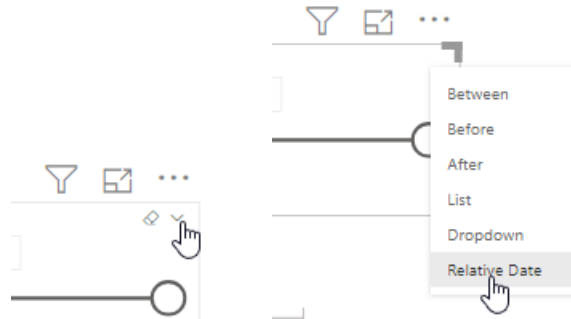 Between
Before
After
List
Dropdown
Relative Date